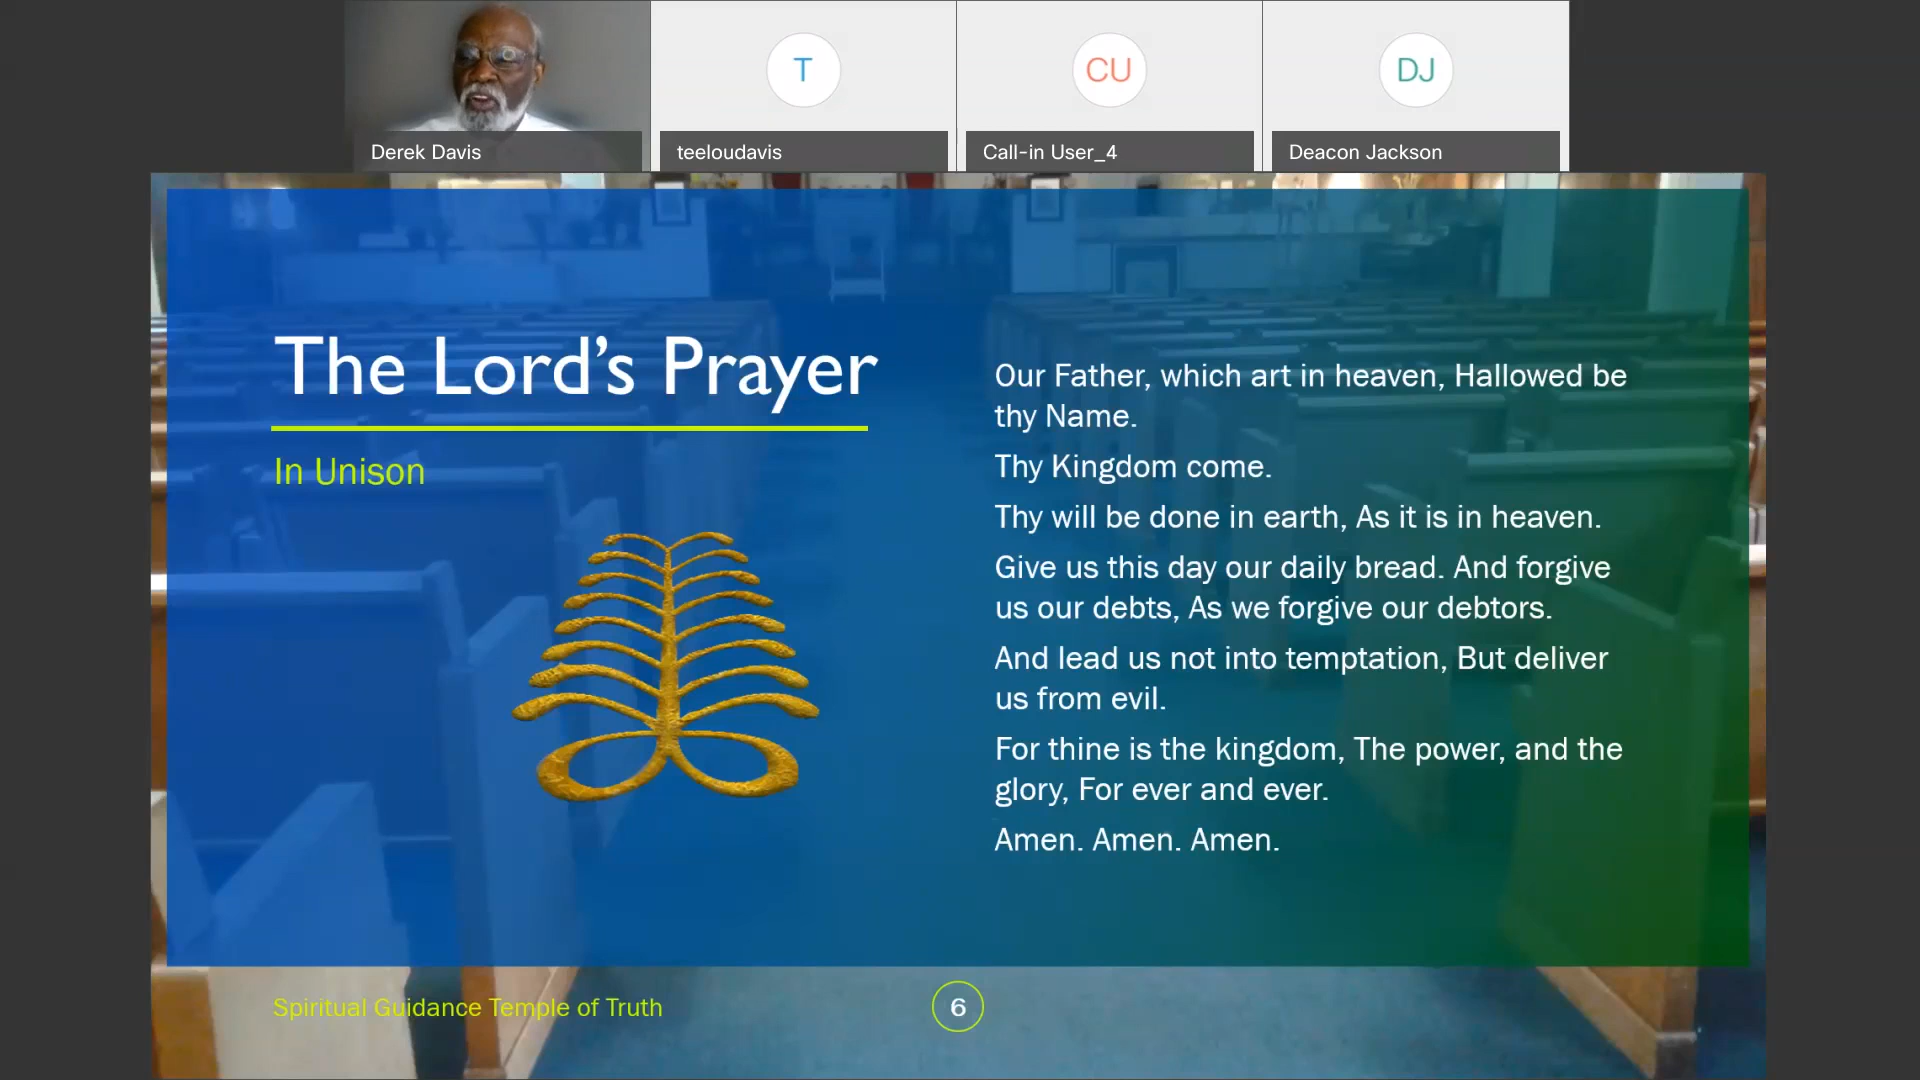 T
CU
DJ
Derek Davis
teeloudavis
Call-in User_4
Deacon Jackson
The Lord’s Prayer
In Unison
Our Father, which art in heaven, Hallowed be
thy Name.
Thy Kingdom come.
Thy will be done in earth, As it is in heaven.
Give us this day our daily bread. And forgive
us our debts, As we forgive our debtors.
And lead us not into temptation, But deliver
us from evil.
For thine is the kingdom, The power, and the
glory, For ever and ever.
Amen. Amen. Amen.
Spiritual Guidance Temple of Truth
6